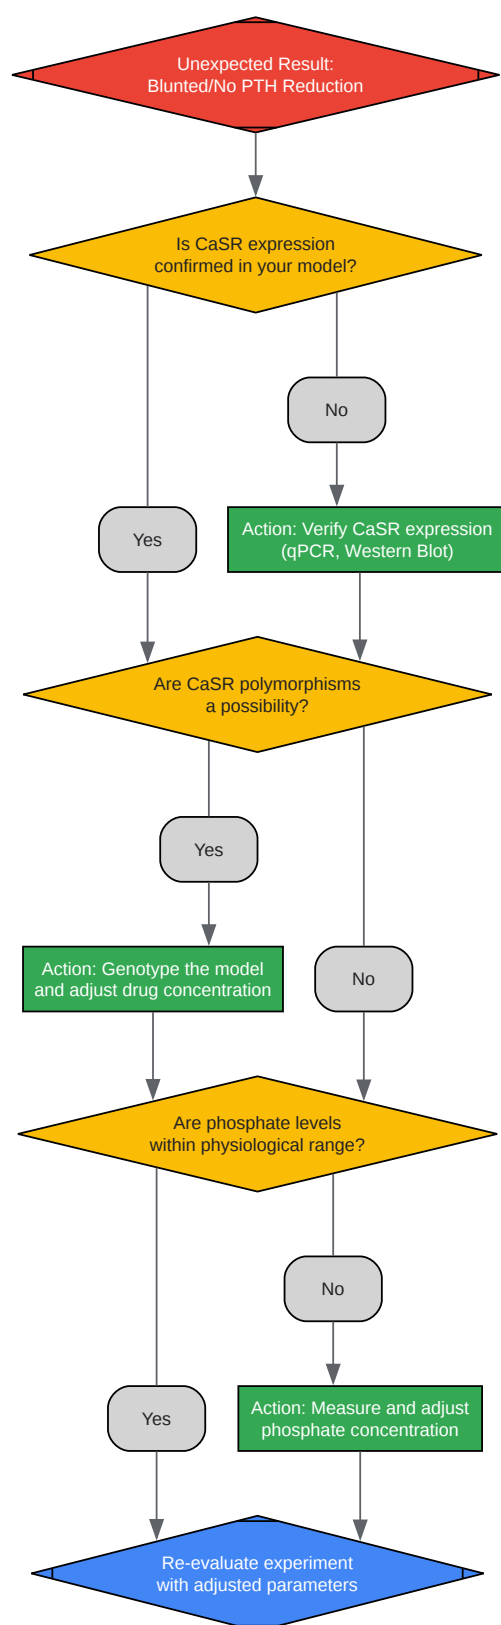 Unexpected Result:
Blunted/No PTH Reduction
Is CaSR expression
confirmed in your model?
No
Yes
Action: Verify CaSR expression
(qPCR, Western Blot)
Are CaSR polymorphisms
a possibility?
Yes
Action: Genotype the model
and adjust drug concentration
No
Are phosphate levels
within physiological range?
No
Yes
Action: Measure and adjust
phosphate concentration
Re-evaluate experiment
with adjusted parameters